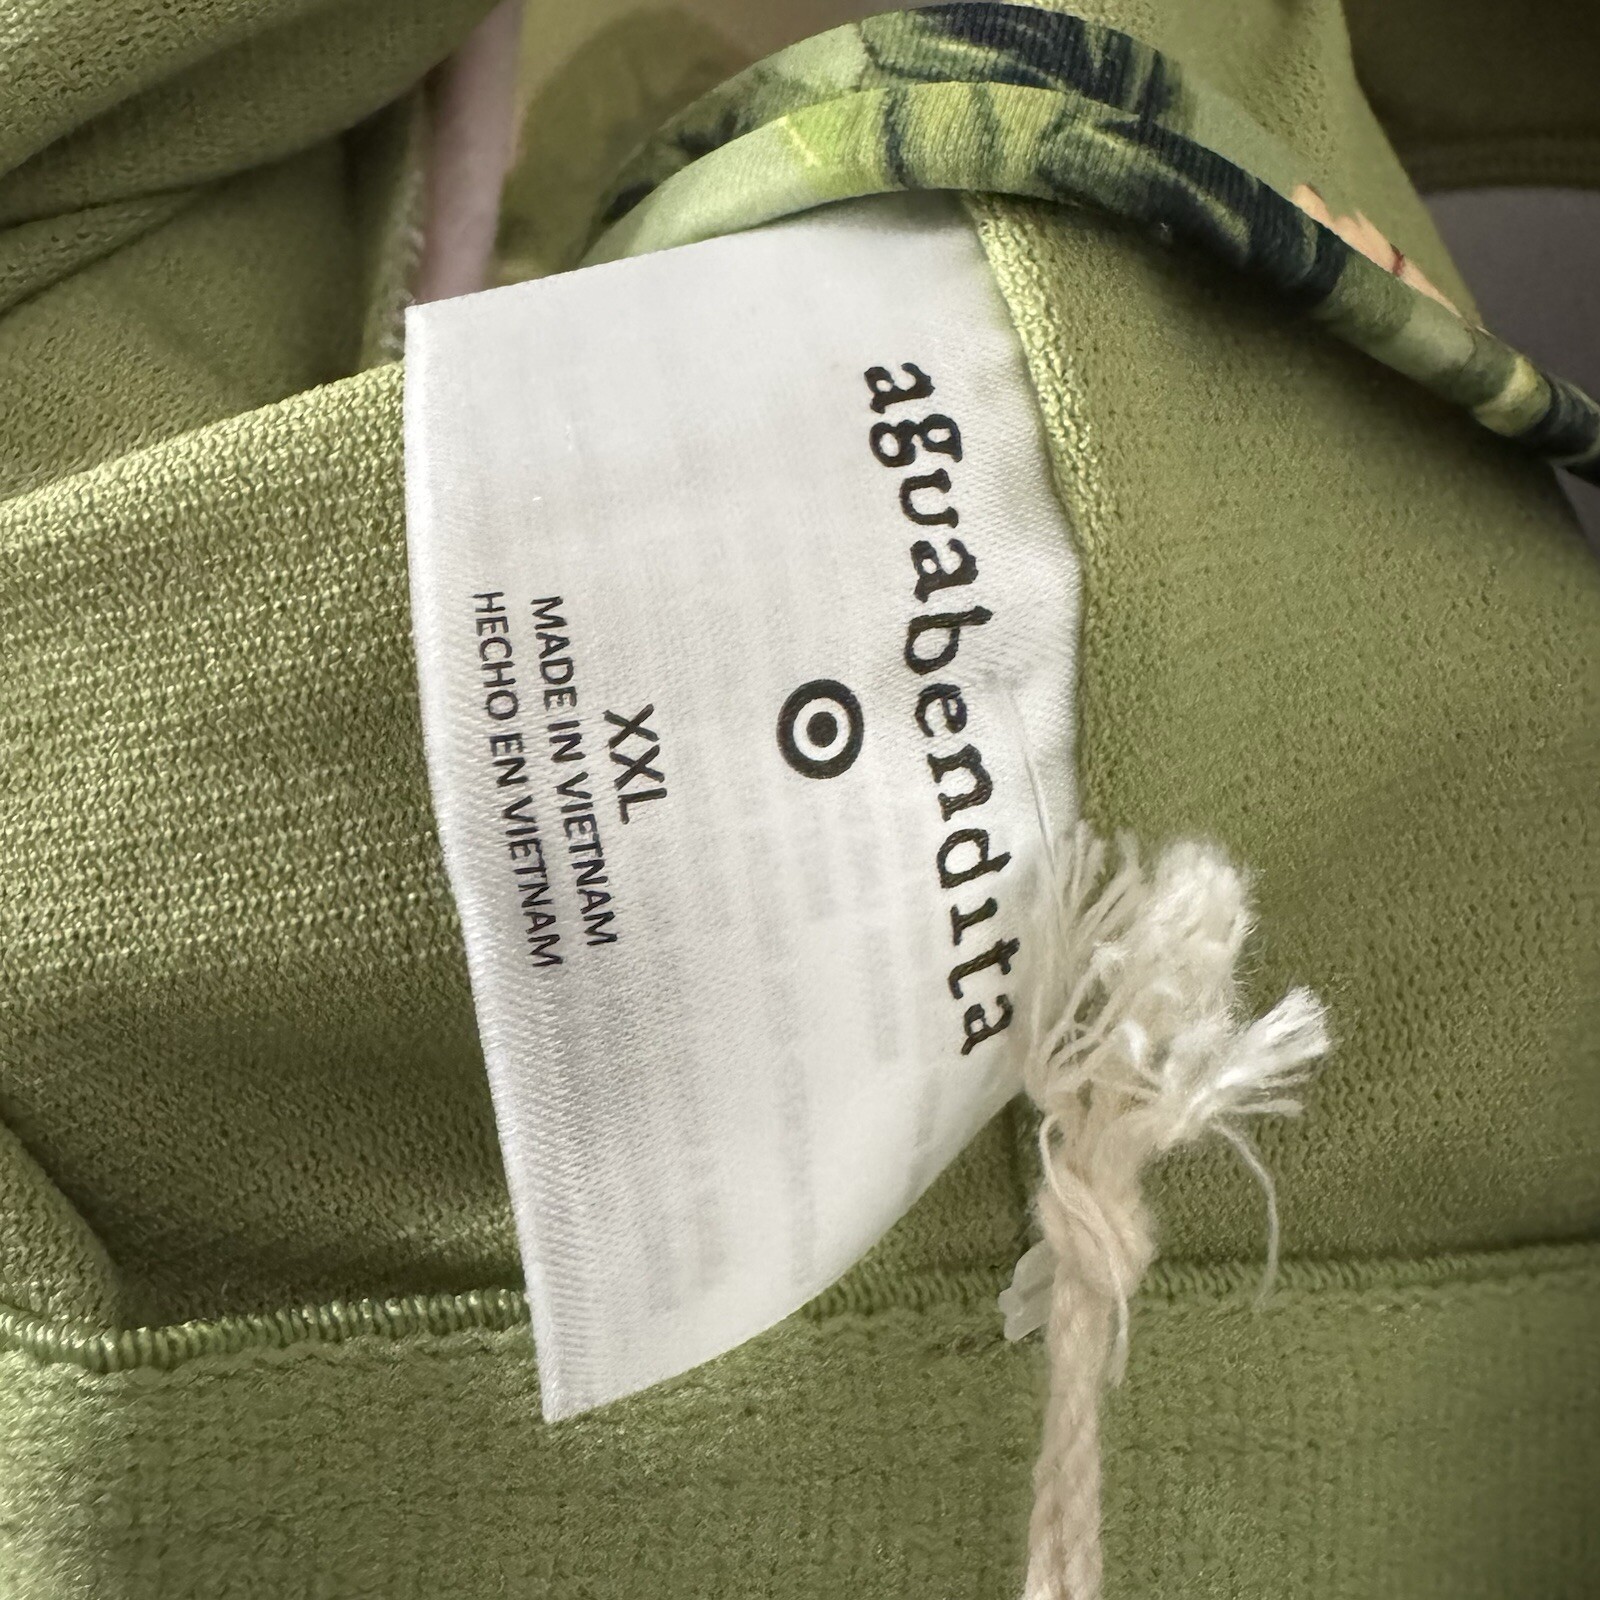 aguabendita
XXL
MADE IN VIETNAM
HECHO EN VIETNAM